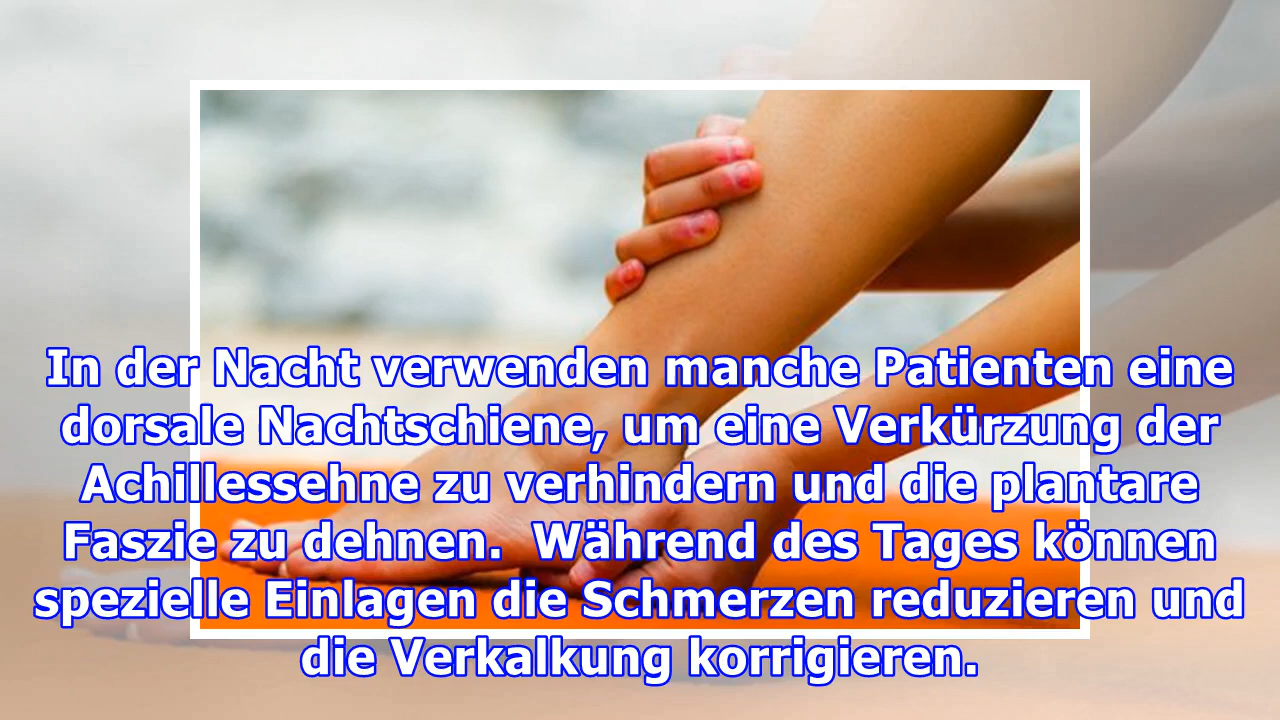 In der Nacht verwenden manche Patienten eine
dorsale Nachtschiene, um eine Verkürzung der
Achillessehne zu verhindern und die plantare
Faszie zu dehnen.  Während des Tages können
spezielle Einlagen die Schmerzen reduzieren und
die Verkalkung korrigieren.